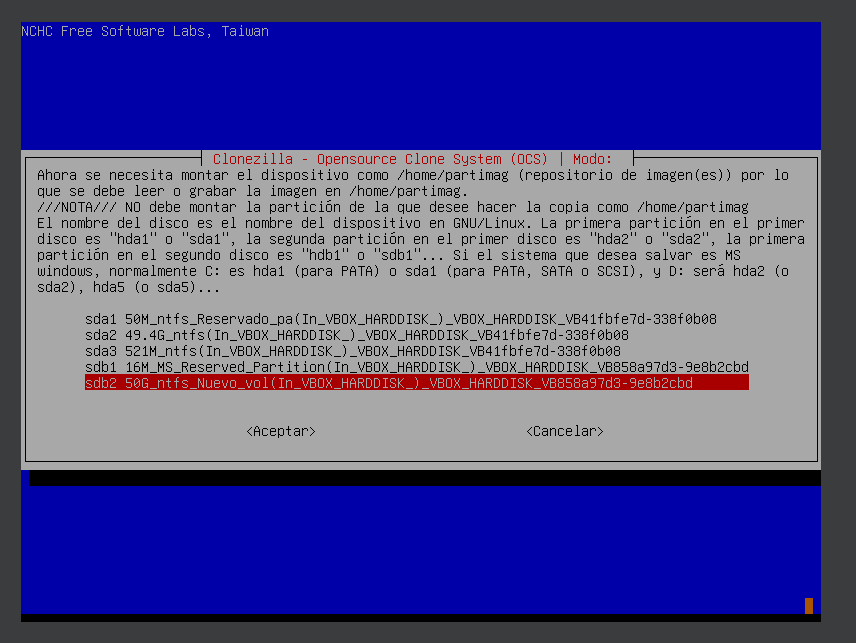 NCHC Free Software Labs, Taiwan
Clonezilla - Opensource Clone System (OCS) | Modo:
Ahora se necesita montar el dispositivo como /home/partimag (repositorio de imagen(es)) por lo
que se debe leer o grabar la imagen en /home/partimag.
///NOTA/// NO debe montar la partición de la que desee hacer la copia como /home/partimag
El nombre del disco es el nombre del dispositivo en GNU/Linux. La primera partición en el primer
disco es "hda1" o "sda1", la segunda partición en el primer disco es "hda2" o "sda2", la primera
partición en el segundo disco es "hdb1" o "sdb1"... Si el sistema que desea salvar es MS
windows, normalmente C: es hda1 (para PATA) o sda1 (para PATA, SATA o SCSI), y D: será hda2 (o
sda2), hda5 (o sda5)...
sda1 50M_ntfs_Reservado_pa(In_VBOX_HARDDISK_)_VBOX_HARDDISK_VB41fbfe7d-338f0b08
sda2 49.4G_ntfs(In_VBOX_HARDDISK_)_VBOX_HARDDISK_VB41fbfe7d-338f0b08
sda3 521M_ntfs(In_VBOX_HARDDISK_)_VBOX_HARDDISK_VB41fbfe7d-338f0b08
sdb1 16M_MS_Reserved_Partition(In_VBOX_HARDDISK_)_VBOX_HARDDISK_VB858a97d3-9e8b2cbd
sdb2 50G_ntfs_Nuevo_vol(In_VBOX_HARDDISK_)_VBOX_HARDDISK_VB858a97d3-9e8b2cbd
<Aceptar> <Cancelar>